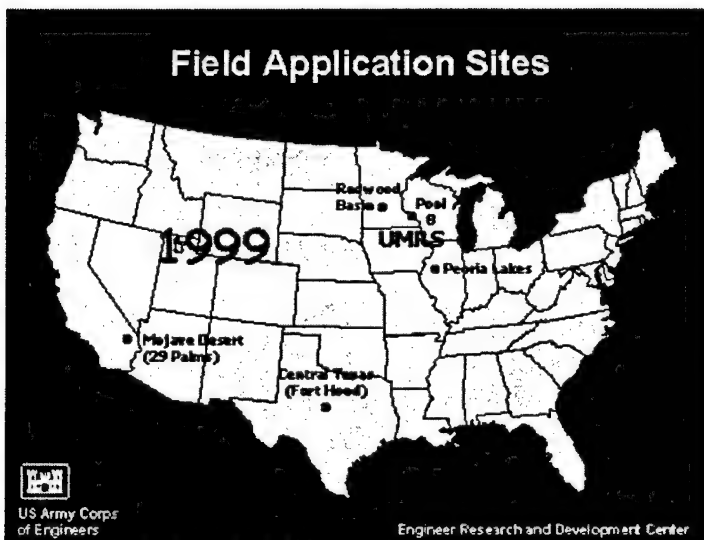 Field Application Sites
Redwood
Basin
Pool
8
1999
UMRS
Peoria Lakes
Mojave Desert
(29 Palms)
Central Texas
(Fort Hood)
US Army Corps
of Engineers
Engineer Research and Development Center